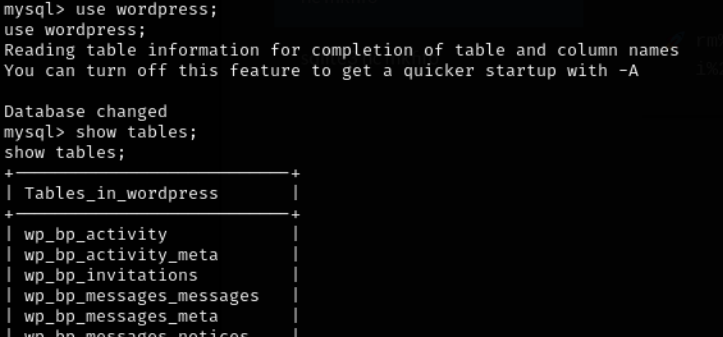 mysql> use wordpress;
use wordpress;
Reading table information for completion of table and column names
You can turn off this feature to get a quicker startup with -A
Database changed
mysql> show tables;
show tables;
+---------------------------+
| Tables_in_wordpress |
+---------------------------+
| wp_bp_activity |
| wp_bp_activity_meta |
| wp_bp_invitations |
| wp_bp_messages_messages |
| wp_bp_messages_meta |
| wp_bp_messages_notices |